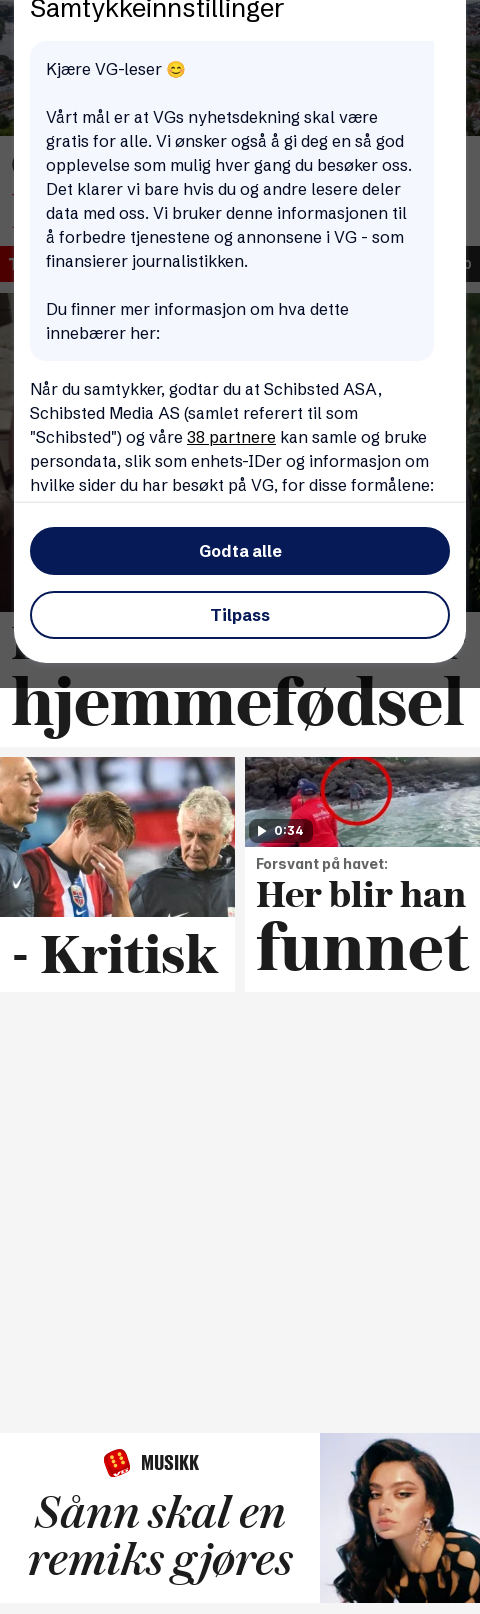 Samtykkeinnstillinger
Kjære VG-leser 😊
Vårt mål er at VGs nyhetsdekning skal være
gratis for alle. Vi ønsker også å gi deg en så god
opplevelse som mulig hver gang du besøker oss.
Det klarer vi bare hvis du og andre lesere deler
data med oss. Vi bruker denne informasjonen til
å forbedre tjenestene og annonsene i VG - som
finansierer journalistikken.
Du finner mer informasjon om hva dette
innebærer her:
Når du samtykker, godtar du at Schibsted ASA,
Schibsted Media AS (samlet referert til som
"Schibsted") og våre 38 partnere kan samle og bruke
persondata, slik som enhets-IDer og informasjon om
hvilke sider du har besøkt på VG, for disse formålene:
Godta alle
Tilpass
hjemmefødsel
- Kritisk
0:34
Forsvant på havet:
Her blir han
funnet
VG
MUSIKK
Sånn skal en
remiks gjøres